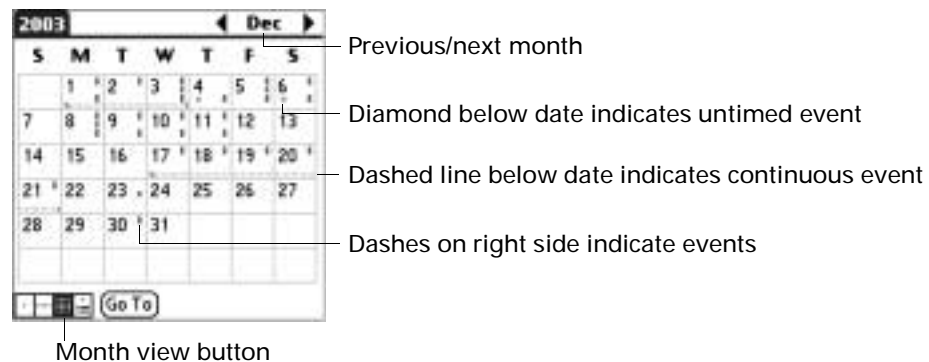 2003 Dec
S M T W T F S
1 2 3 4 5 6
7 8 9 10 11 12 13
14 15 16 17 18 19 20
21 22 23 24 25 26 27
28 29 30 31
Go To
Previous/next month
Diamond below date indicates untimed event
Dashed line below date indicates continuous event
Dashes on right side indicate events
Month view button